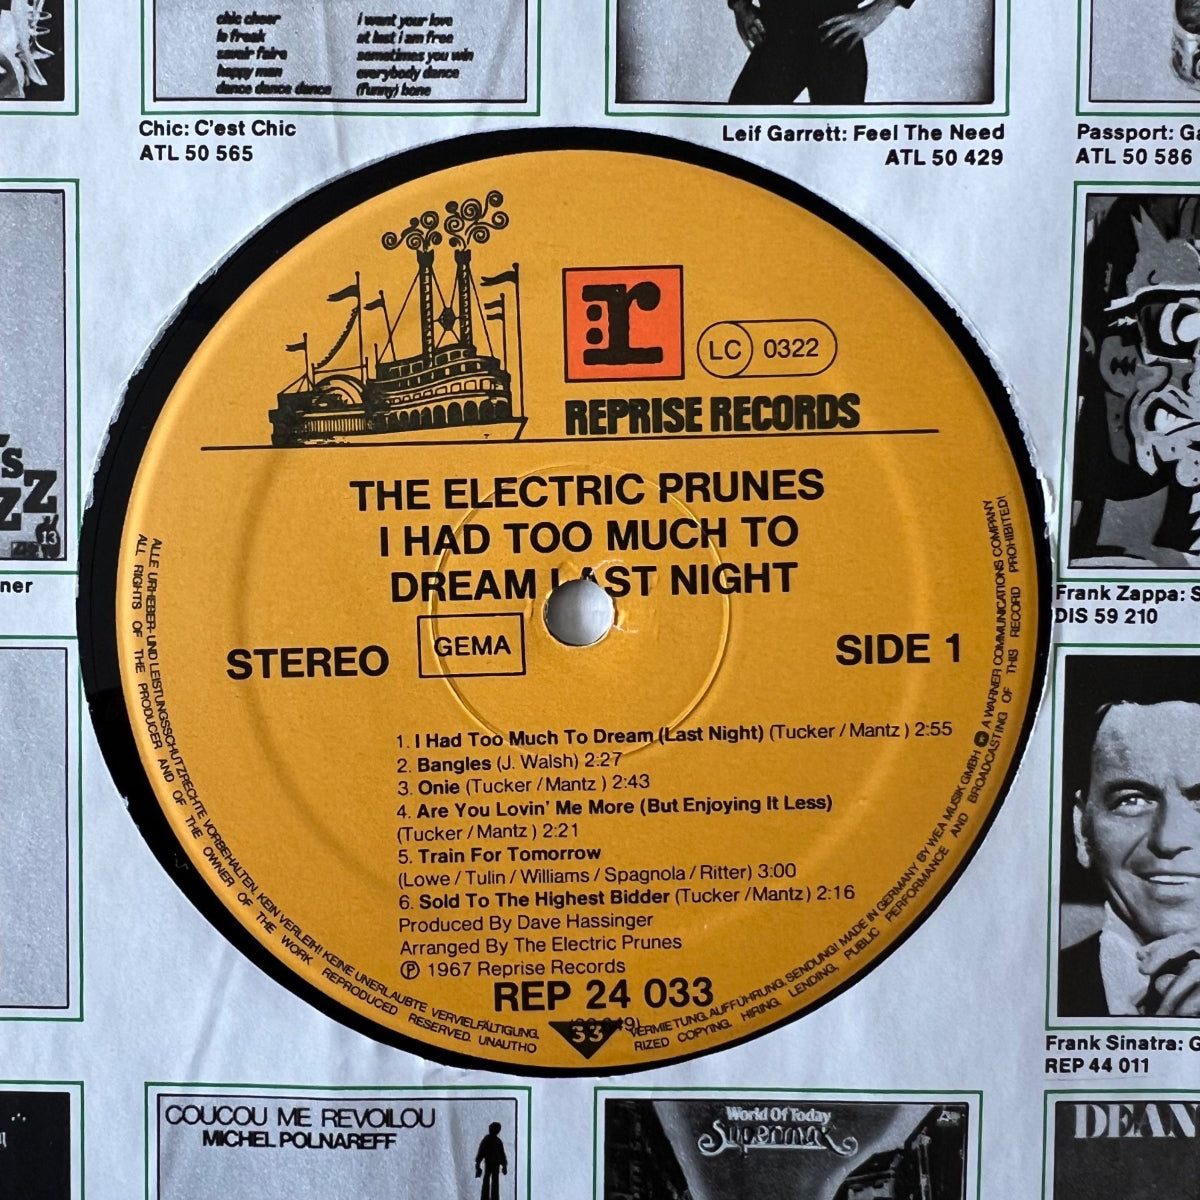 chic cheer
le freak
savoir faire
happy man
dance dance dance
i want your love
at last i am free
sometimes you win
everybody dance
(funny) bone
Chic: C'est Chic
ATL 50 565
Leif Garrett: Feel The Need
ATL 50 429
Passport:
ATL 50 586
r
LC 0322
REPRISE RECORDS
THE ELECTRIC PRUNES
I HAD TOO MUCH TO
DREAM LAST NIGHT
STEREO
GEMA
SIDE 1
1. I Had Too Much To Dream (Last Night) (Tucker / Mantz ) 2:55
2. Bangles (J. Walsh) 2:27
3. Onie (Tucker / Mantz ) 2:43
4. Are You Lovin' Me More (But Enjoying It Less)
(Tucker / Mantz ) 2:21
5. Train For Tomorrow
(Lowe / Tulin / Williams / Spagnola / Ritter) 3:00
6. Sold To The Highest Bidder (Tucker / Mantz) 2:16
Produced By Dave Hassinger
Arranged By The Electric Prunes
Ⓟ 1967 Reprise Records
REP 24 033
33
ALLE URHEBER- UND LEISTUNGSSCHUTZRECHTE VORBEHALTEN. KEIN VERLEIH! KEINE UNERLAUBTE VERVIELFÄLTIGUNG, VERMIETUNG, AUFFÜHRUNG, SENDUNG! MADE IN GERMANY BY WEA MUSIK GMBH A WARNER COMMUNICATIONS COMPANY
ALL RIGHTS OF THE PRODUCER AND OF THE OWNER OF THE WORK REPRODUCED RESERVED. UNAUTHORIZED COPYING, HIRING, LENDING, PUBLIC PERFORMANCE AND BROADCASTING OF THIS RECORD PROHIBITED!
13
Frank Zappa: S
DIS 59 210
Frank Sinatra: G
REP 44 011
COUCOU ME REVOILOU
MICHEL POLNAREFF
World Of Today
Supermax
DEAN